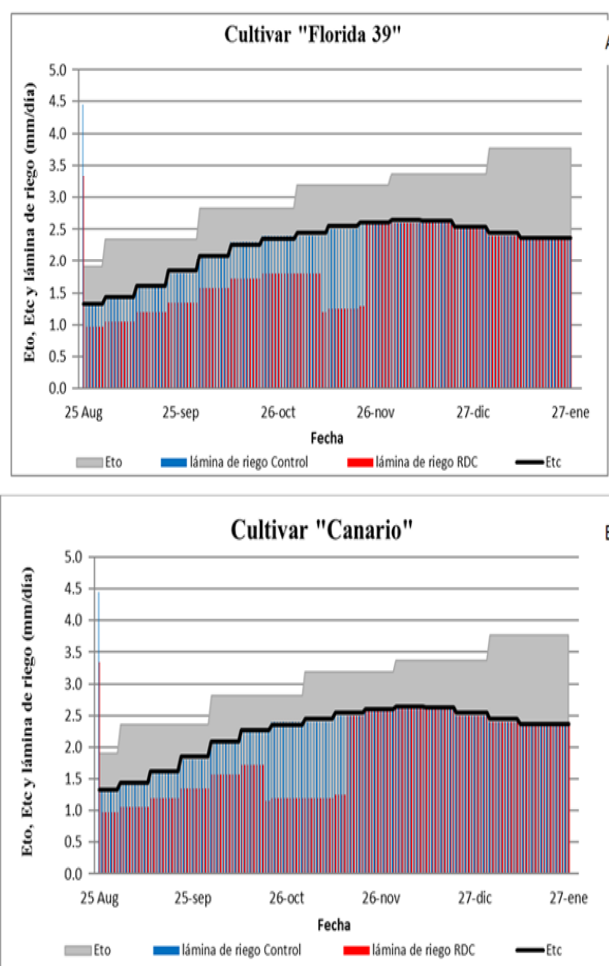 Cultivar "Florida 39"
A
Eto, Etc y lámina de riego (mm/día)
5.0
4.5
4.0
3.5
3.0
2.5
2.0
1.5
1.0
0.5
0.0
25 Aug 25-sep 26-oct 26-nov 27-dic 27-ene
Fecha
Eto lámina de riego Control lámina de riego RDC Etc
Cultivar "Canario"
Eto, Etc y lámina de riego (mm/día)
5.0
4.5
4.0
3.5
3.0
2.5
2.0
1.5
1.0
0.5
0.0
25 Aug 25-sep 26-oct 26-nov 27-dic 27-ene
Fecha
Eto lámina de riego Control lámina de riego RDC Etc